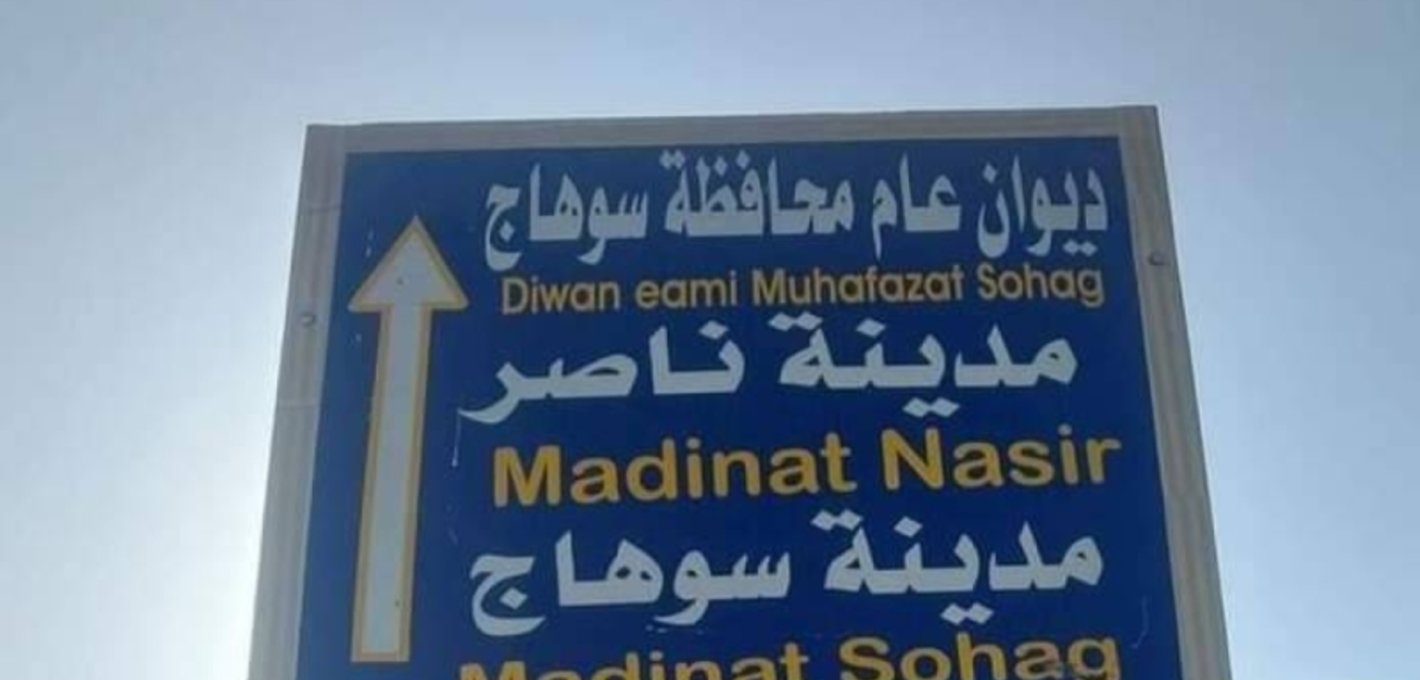 ديوان عام محافظة سوهاج
Diwan eami Muhafazat Sohag
مدينة ناصر
Madinat Nasir
مدينة سوهاج
Madinat Sohag